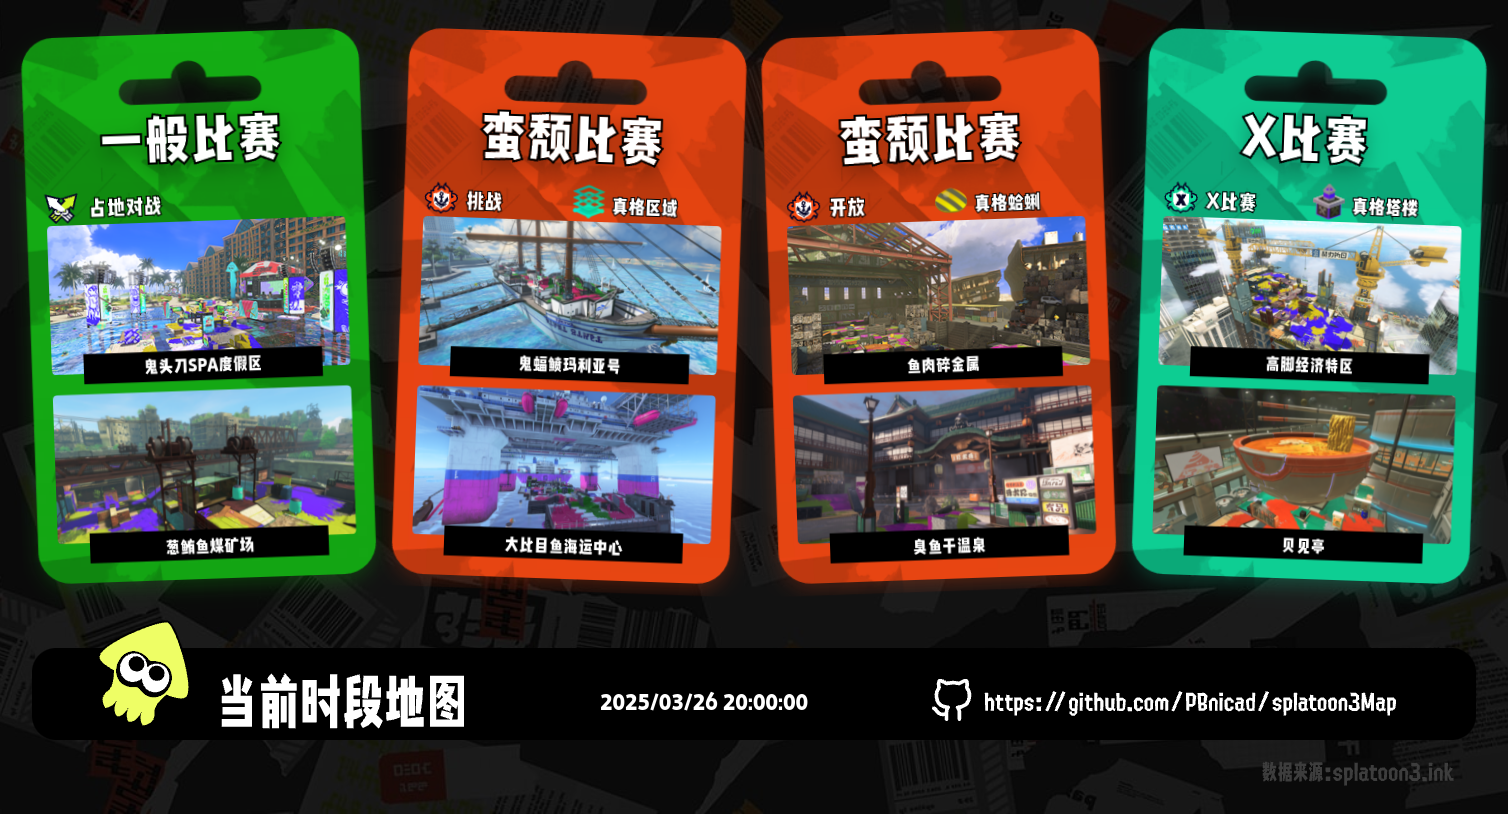 一般比赛
占地对战
鬼头刀SPA度假区
葱鲔鱼煤矿场
蛮颓比赛
挑战
真格区域
鬼蝠鲼玛利亚号
大比目鱼海运中心
蛮颓比赛
开放
真格蛤蜊
鱼肉碎金属
臭鱼干温泉
X比赛
X比赛
真格塔楼
高脚经济特区
贝见亭
当前时段地图
2025/03/26 20:00:00
https://github.com/PBnicad/splatoon3Map
数据来源:splatoon3.ink